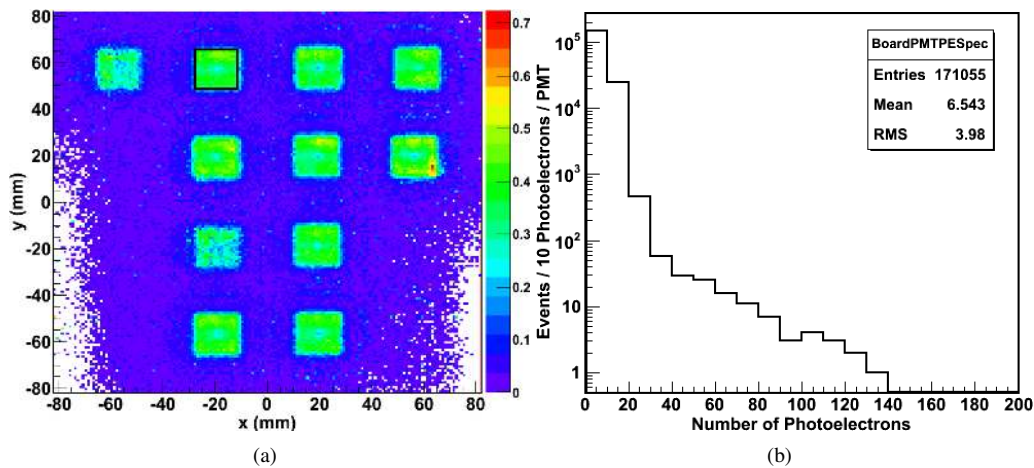 80
60
40
20
0
-20
-40
-60
-80
y (mm)
-80 -60 -40 -20 0 20 40 60 80
x (mm)
0.7
0.6
0.5
0.4
0.3
0.2
0.1
0
(a)
Events / 10 Photoelectrons / PMT
10^5
10^4
10^3
10^2
10
1
BoardPMTPESpec
Entries 171055
Mean 6.543
RMS 3.98
0 20 40 60 80 100 120 140 160 180 200
Number of Photoelectrons
(b)